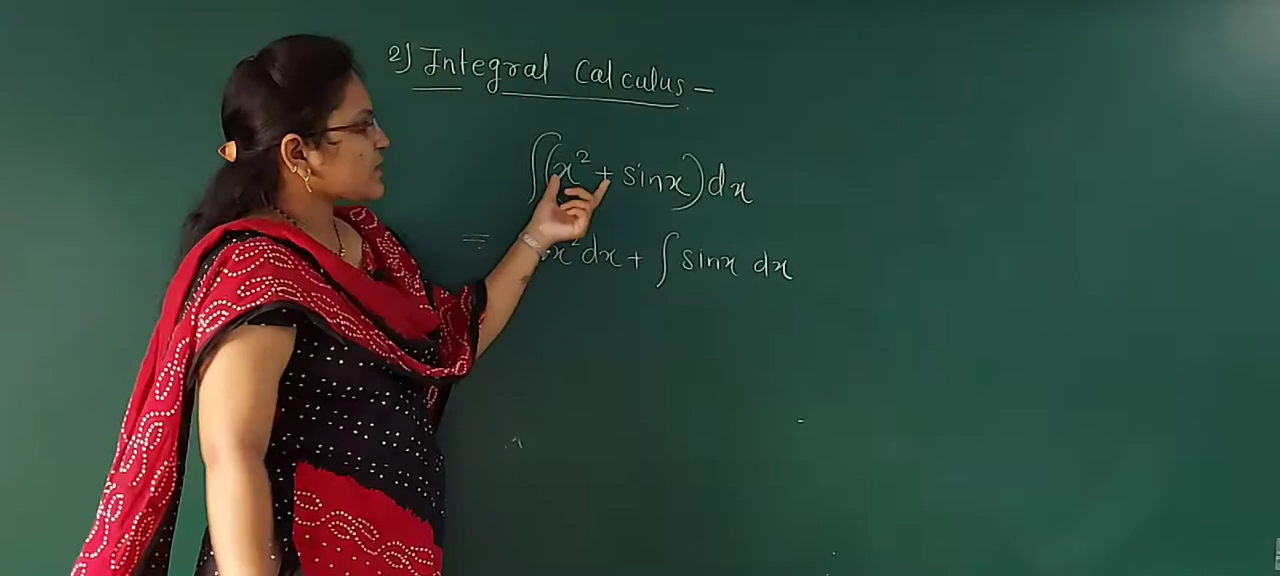 2) Integral Calculus –
∫(x² + sinx) dx
= x² dx + ∫ sinx dx